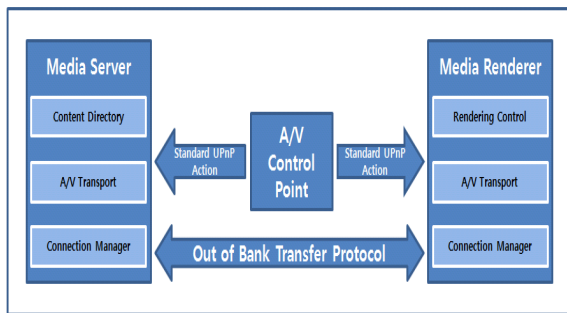 Media Server
Content Directory
A/V Transport
Connection Manager
Standard UPnP
Action
A/V
Control
Point
Standard UPnP
Action
Out of Bank Transfer Protocol
Media Renderer
Rendering Control
A/V Transport
Connection Manager